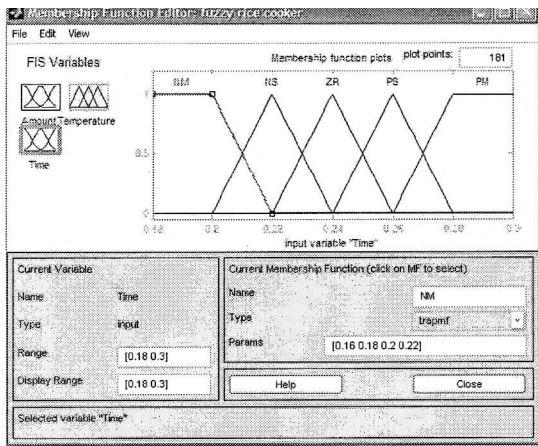 Membership Function Editor: fuzzy rice cooker
File Edit View
FIS Variables
Membership function plots plot points: 181
NM NS ZR PS PM
1
Amount Temperature
0.5
Time
0
0.18 0.2 0.22 0.24 0.26 0.28 0.3
input variable "Time"
Current Variable
Current Membership Function (click on MF to select)
Name Time
Name NM
Type input
Type trapmf
Range [0.18 0.3]
Params [0.16 0.18 0.2 0.22]
Display Range [0.18 0.3]
Help Close
Selected variable "Time"